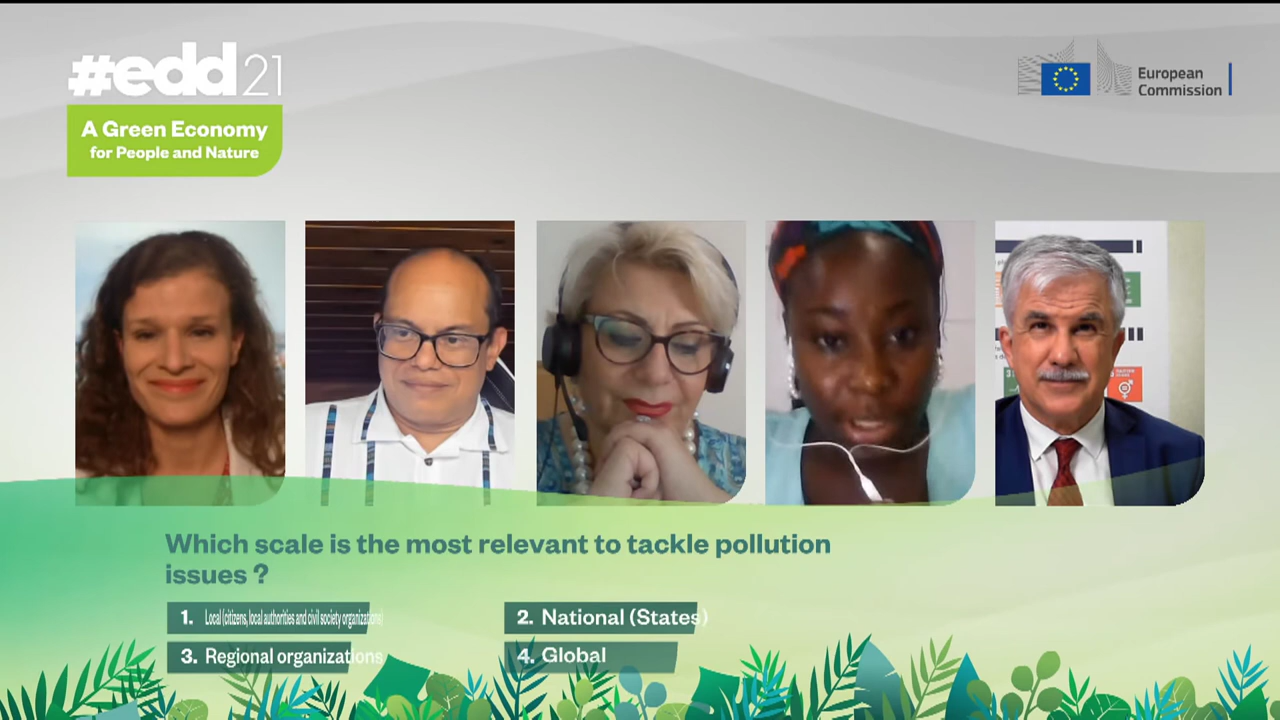 #edd21
A Green Economy
for People and Nature
European
Commission
Which scale is the most relevant to tackle pollution
issues ?
1. Local (citizens, local authorities and civil society organizations)
2. National (States)
3. Regional organizations
4. Global